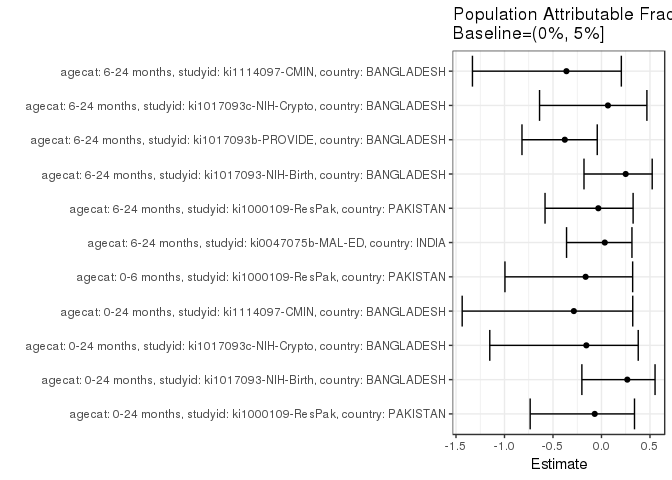 Population Attributable Frac
Baseline=(0%, 5%]
agecat: 6-24 months, studyid: ki1114097-CMIN, country: BANGLADESH
agecat: 6-24 months, studyid: ki1017093c-NIH-Crypto, country: BANGLADESH
agecat: 6-24 months, studyid: ki1017093b-PROVIDE, country: BANGLADESH
agecat: 6-24 months, studyid: ki1017093-NIH-Birth, country: BANGLADESH
agecat: 6-24 months, studyid: ki1000109-ResPak, country: PAKISTAN
agecat: 6-24 months, studyid: ki0047075b-MAL-ED, country: INDIA
agecat: 0-6 months, studyid: ki1000109-ResPak, country: PAKISTAN
agecat: 0-24 months, studyid: ki1114097-CMIN, country: BANGLADESH
agecat: 0-24 months, studyid: ki1017093c-NIH-Crypto, country: BANGLADESH
agecat: 0-24 months, studyid: ki1017093-NIH-Birth, country: BANGLADESH
agecat: 0-24 months, studyid: ki1000109-ResPak, country: PAKISTAN
-1.5 -1.0 -0.5 0.0 0.5
Estimate